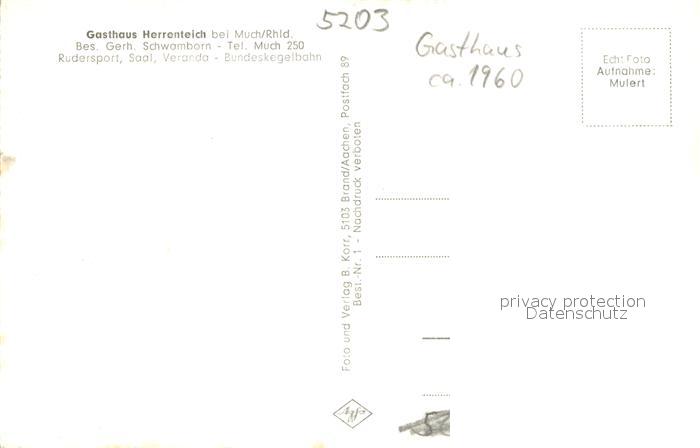 Gasthaus Herrenteich bei Much/Rhld.
Bes. Gerh. Schwamborn - Tel. Much 250
Rudersport, Saal, Veranda - Bundeskegelbahn
5203
Foto und Verlag B. Korr, 5103 Brand/Aachen, Postfach 89
Best.-Nr. 1 - Nachdruck verboten
Gasthaus
ca. 1960
Echt Foto
Aufnahme:
Mulert
privacy protection
Datenschutz
Agfa